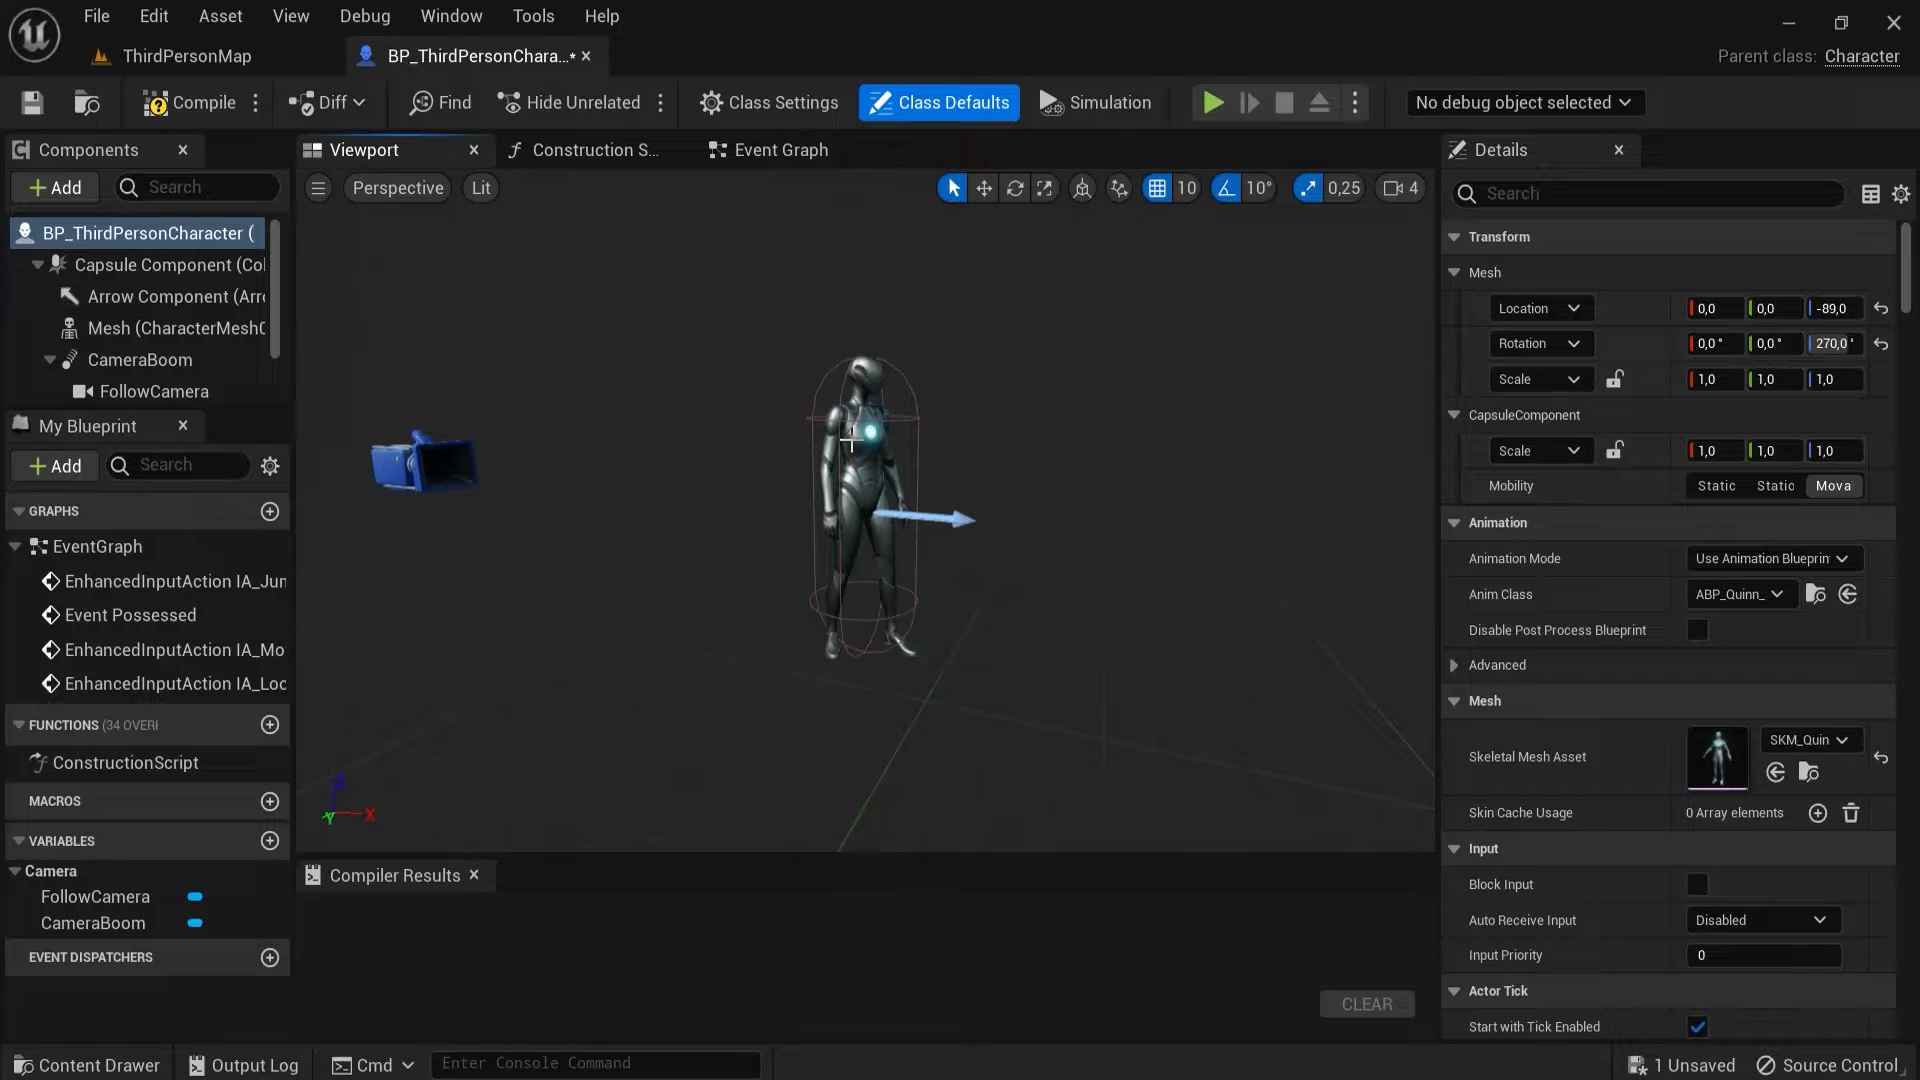 File Edit Asset View Debug Window Tools Help
ThirdPersonMap
BP_ThirdPersonChara...*
Parent class: Character
Compile
Diff
Find
Hide Unrelated
Class Settings
Class Defaults
Simulation
No debug object selected
Components
Add
Search
BP_ThirdPersonCharacter (
Capsule Component (Col
Arrow Component (Arr
Mesh (CharacterMesh0
CameraBoom
FollowCamera
My Blueprint
Add
Search
GRAPHS
EventGraph
EnhancedInputAction IA_Jum
Event Possessed
EnhancedInputAction IA_Mo
EnhancedInputAction IA_Loo
FUNCTIONS (34 OVERI
ConstructionScript
MACROS
VARIABLES
Camera
FollowCamera
CameraBoom
EVENT DISPATCHERS
Viewport
Construction S...
Event Graph
Perspective
Lit
10
10°
0,25
4
Z
X
Y
Compiler Results
CLEAR
Details
Search
Transform
Mesh
Location 0,0 0,0 -89,0
Rotation 0,0 ° 0,0 ° 270,0 °
Scale 1,0 1,0 1,0
CapsuleComponent
Scale 1,0 1,0 1,0
Mobility Static Statio Mova
Animation
Animation Mode Use Animation Blueprin
Anim Class ABP_Quinn_
Disable Post Process Blueprint
Advanced
Mesh
Skeletal Mesh Asset SKM_Quin
Skin Cache Usage 0 Array elements
Input
Block Input
Auto Receive Input Disabled
Input Priority 0
Actor Tick
Start with Tick Enabled
Content Drawer
Output Log
Cmd
Enter Console Command
1 Unsaved
Source Control